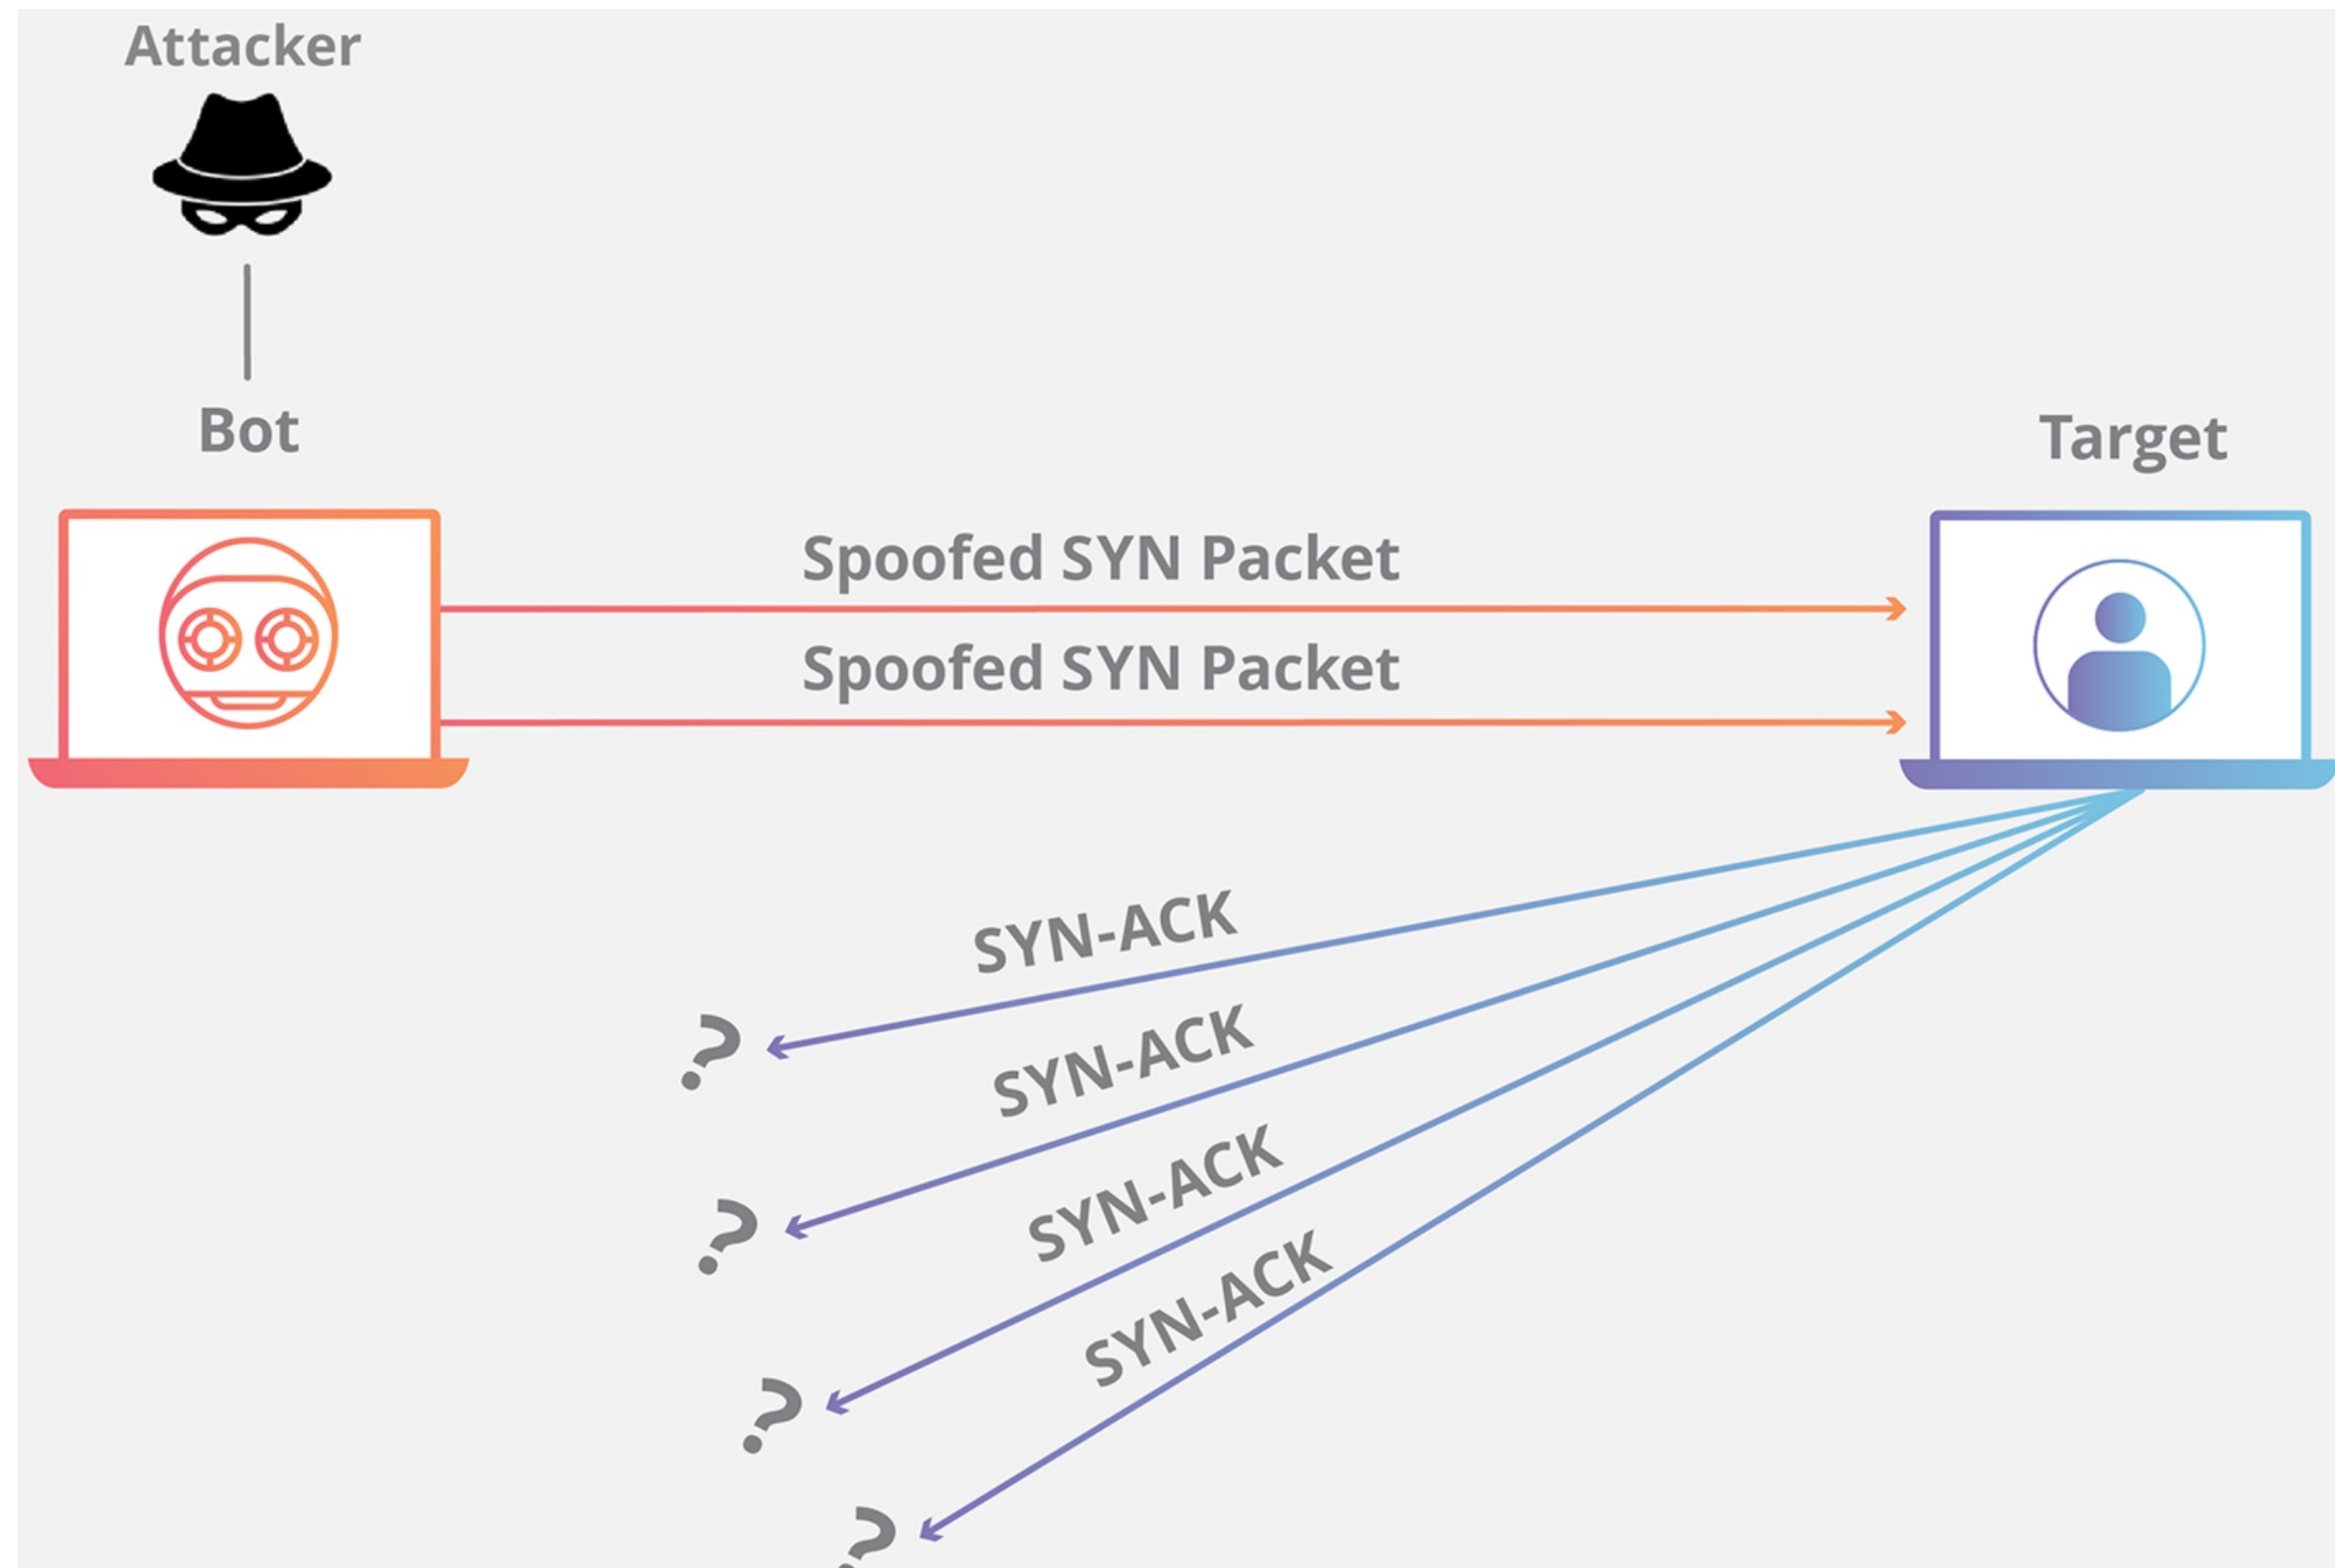 Attacker
Bot
Target
Spoofed SYN Packet
Spoofed SYN Packet
SYN-ACK
?
SYN-ACK
?
SYN-ACK
?
SYN-ACK
?